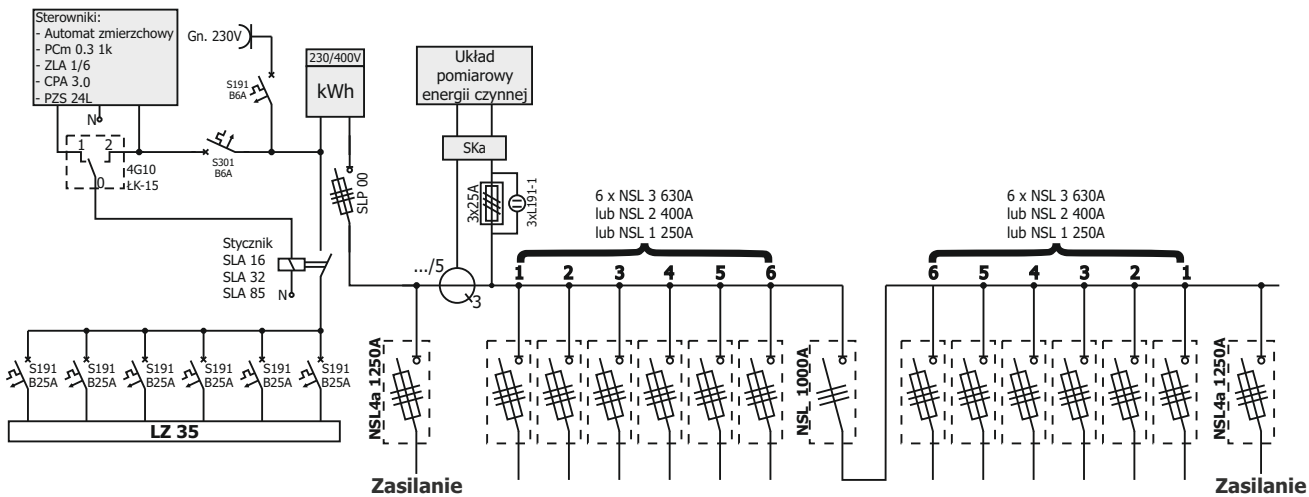 Sterowniki:
- Automat zmierzchowy
- PCm 0.3 1k
- ZLA 1/6
- CPA 3.0
- PZS 24L
N
1 2
0
4G10
ŁK-15
Gn. 230V
S191
B6A
S301
B6A
230/400V
kWh
SLP 00
Układ
pomiarowy
energii czynnej
SKa
3x25A
3xL191-1
.../5
3
Stycznik
SLA 16
SLA 32
SLA 85
N
S191
B25A
S191
B25A
S191
B25A
S191
B25A
S191
B25A
LZ 35
6 x NSL 3 630A
lub NSL 2 400A
lub NSL 1 250A
1 2 3 4 5 6
6 x NSL 3 630A
lub NSL 2 400A
lub NSL 1 250A
6 5 4 3 2 1
NSL4a 1250A
NSL 1000A
NSL4a 1250A
Zasilanie
Zasilanie